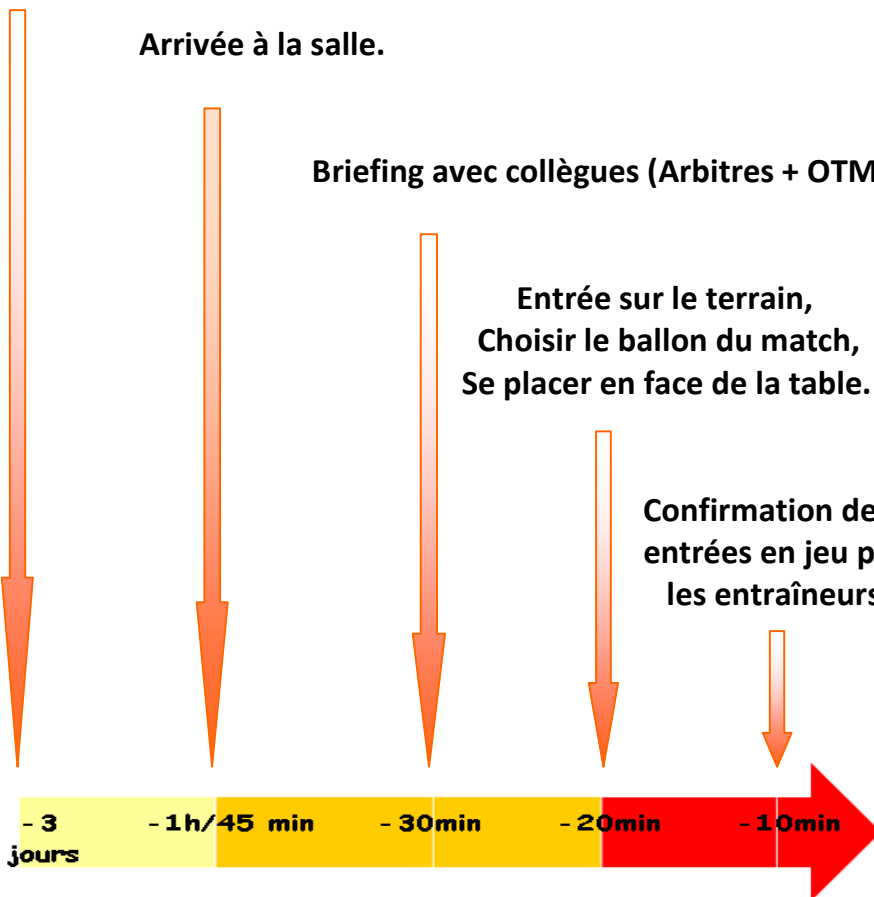 Arrivée à la salle.
Briefing avec collègues (Arbitres + OTM
Entrée sur le terrain,
Choisir le ballon du match,
Se placer en face de la table.
Confirmation de
entrées en jeu p
les entraîneurs
- 3 jours
- 1h/45 min
- 30min
- 20min
- 10min